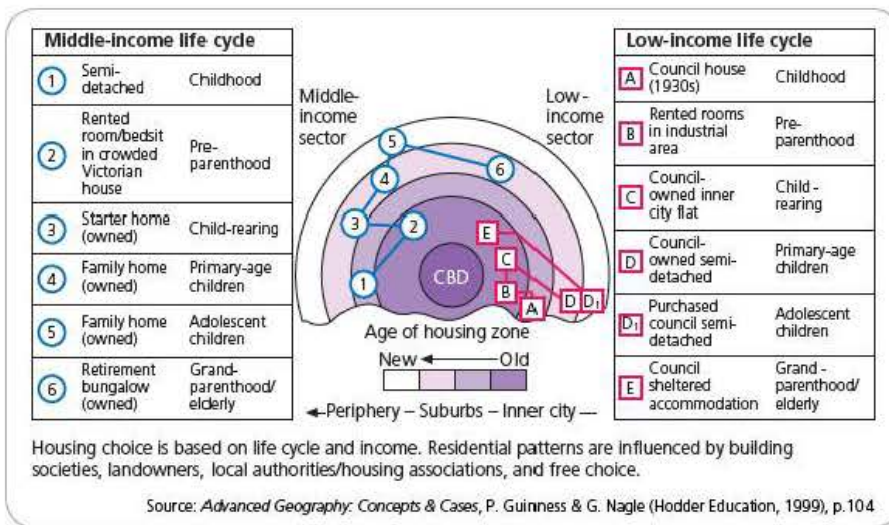 Middle-income life cycle
1 Semi-
detached Childhood
2 Rented
room/bedsit
in crowded
Victorian
house Pre-
parenthood
3 Starter home
(owned) Child-rearing
4 Family home
(owned) Primary-age
children
5 Family home
(owned) Adolescent
children
6 Retirement
bungalow
(owned) Grand-
parenthood/
elderly
Middle-
income
sector
Low-
income
sector
5
6
4
3
2
E
C
CBD
1
B
A
D
D1
Age of housing zone
New Old
Periphery – Suburbs – Inner city —
Low-income life cycle
A Council house
(1930s) Childhood
B Rented rooms
in industrial
area Pre-
parenthood
C Council-
owned inner
city flat Child -
rearing
D Council-
owned semi-
detached Primary-age
children
D1 Purchased
council semi-
detached Adolescent
children
E Council
sheltered
accommodation Grand -
parenthood/
elderly
Housing choice is based on life cycle and income. Residential patterns are influenced by building
societies, landowners, local authorities/housing associations, and free choice.
Source: Advanced Geography: Concepts & Cases, P. Guinness & G. Nagle (Hodder Education, 1999), p.104